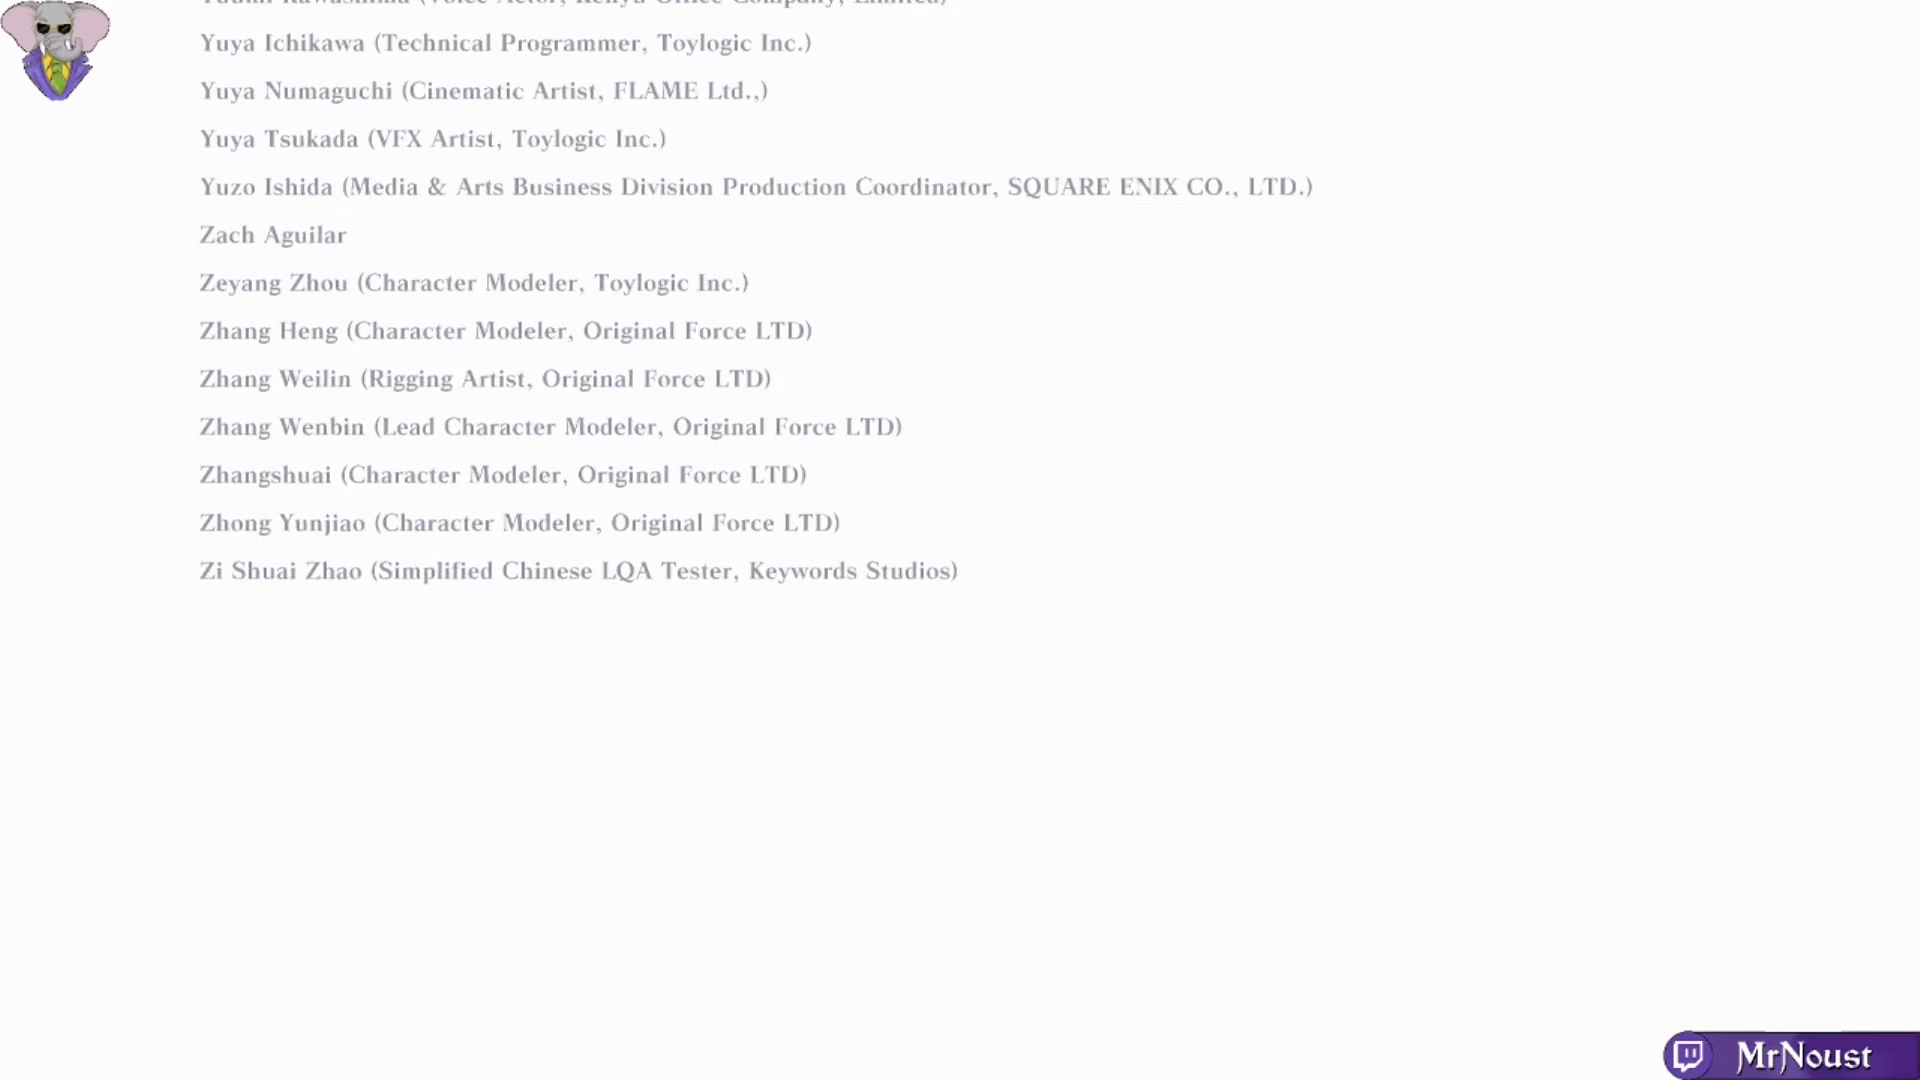 Yuya Ichikawa (Technical Programmer, Toylogic Inc.)
Yuya Numaguchi (Cinematic Artist, FLAME Ltd.,)
Yuya Tsukada (VFX Artist, Toylogic Inc.)
Yuzo Ishida (Media & Arts Business Division Production Coordinator, SQUARE ENIX CO., LTD.)
Zach Aguilar
Zeyang Zhou (Character Modeler, Toylogic Inc.)
Zhang Heng (Character Modeler, Original Force LTD)
Zhang Weilin (Rigging Artist, Original Force LTD)
Zhang Wenbin (Lead Character Modeler, Original Force LTD)
Zhangshuai (Character Modeler, Original Force LTD)
Zhong Yunjiao (Character Modeler, Original Force LTD)
Zi Shuai Zhao (Simplified Chinese LQA Tester, Keywords Studios)
MrNoust